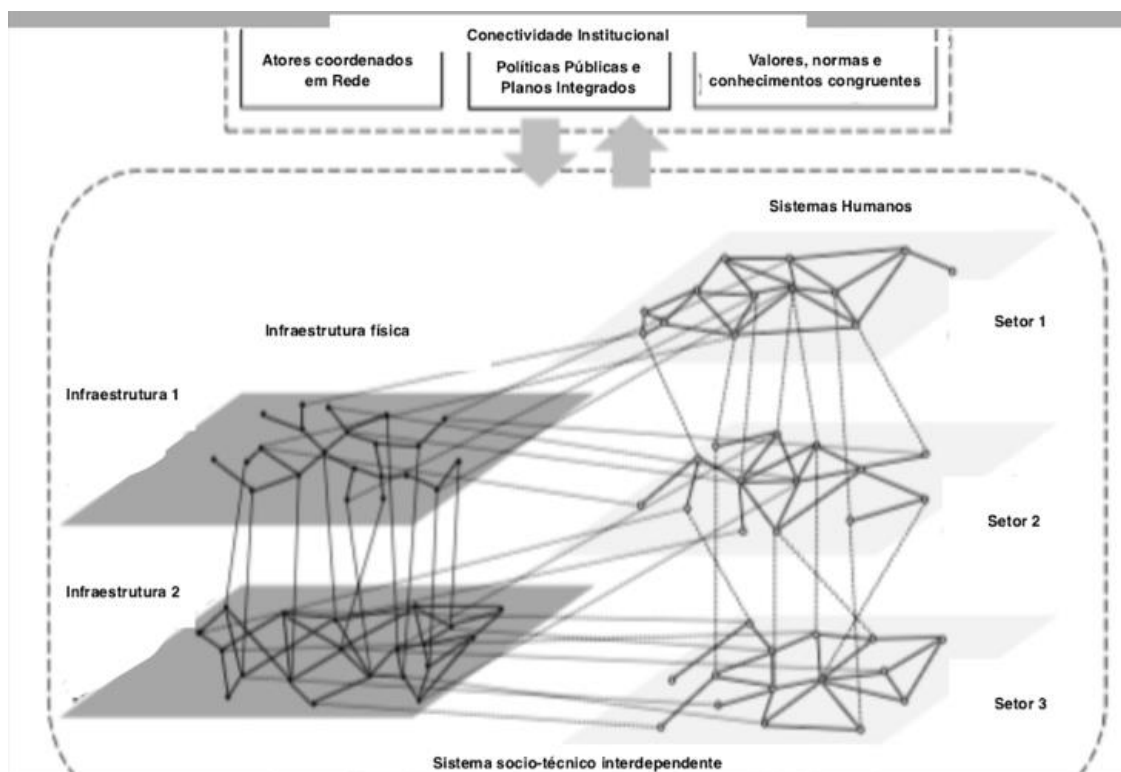 Conectividade Institucional
Atores coordenados
em Rede
Políticas Públicas e
Planos Integrados
Valores, normas e
conhecimentos congruentes
Sistemas Humanos
Infraestrutura física
Setor 1
Infraestrutura 1
Setor 2
Infraestrutura 2
Setor 3
Sistema socio-técnico interdependente